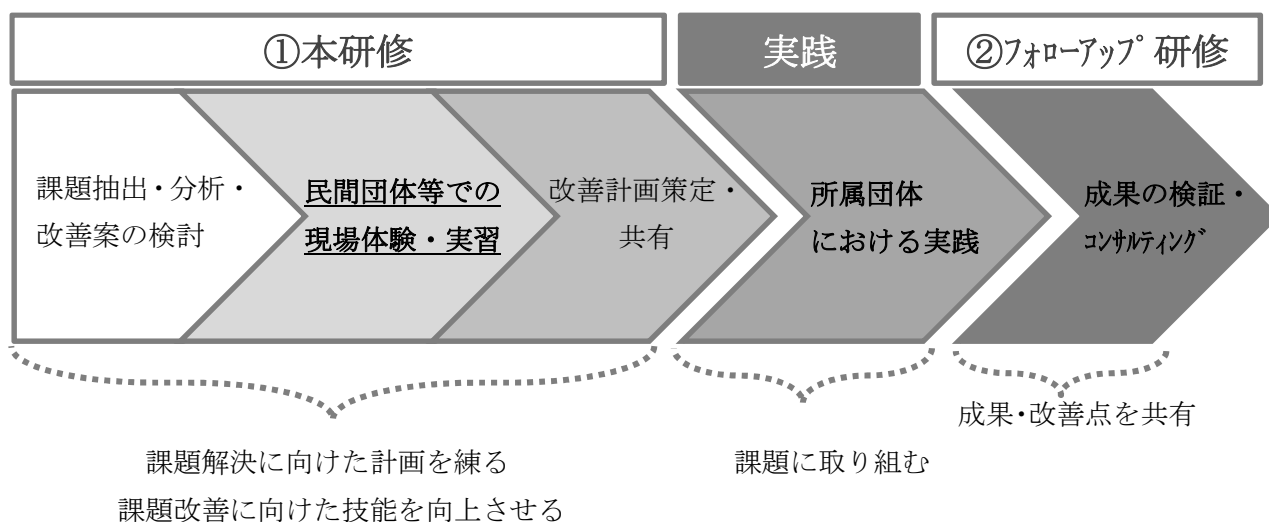 ①本研修
実践
②ﾌｫﾛｰｱｯﾌﾟ研修
課題抽出・分析・
改善案の検討
民間団体等での
現場体験・実習
改善計画策定・
共有
所属団体
における実践
成果の検証・
ｺﾝｻﾙﾃｨﾝｸﾞ
課題解決に向けた計画を練る
課題改善に向けた技能を向上させる
課題に取り組む
成果・改善点を共有